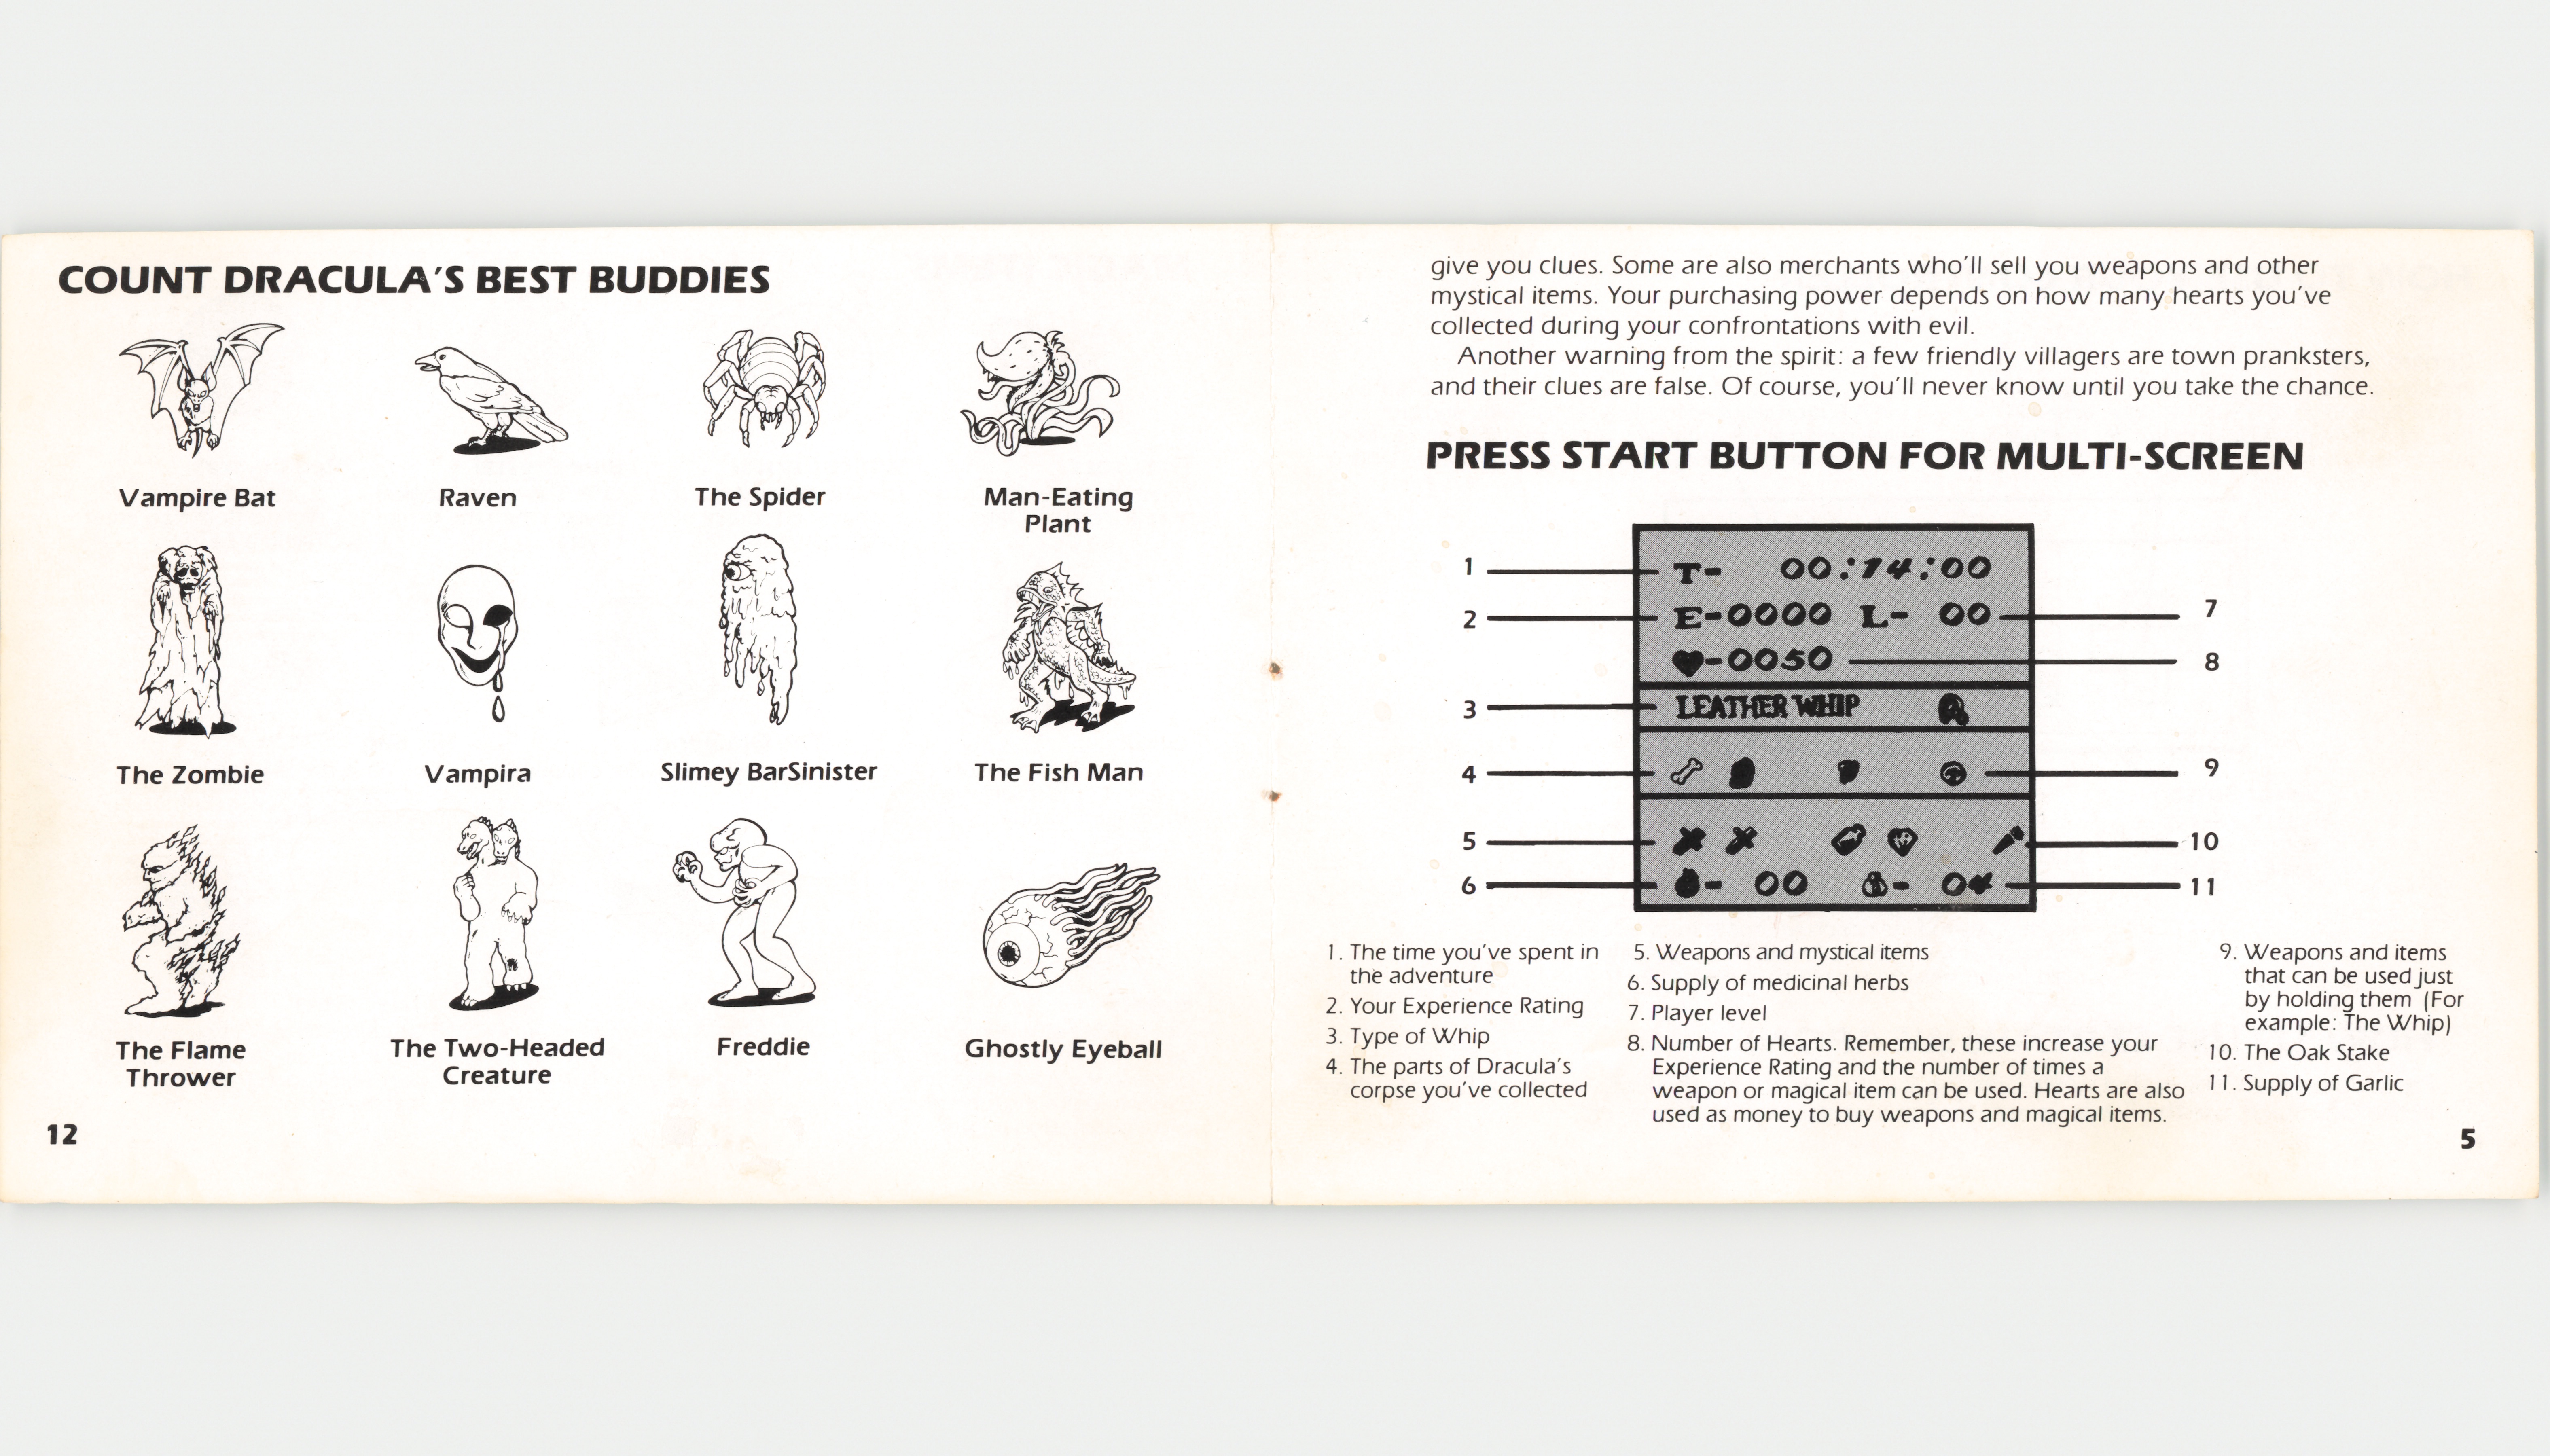 COUNT DRACULA'S BEST BUDDIES
Vampire Bat
Raven
The Spider
Man-Eating
Plant
The Zombie
Vampira
Slimey BarSinister
The Fish Man
The Flame
Thrower
The Two-Headed
Creature
Freddie
Ghostly Eyeball
12
give you clues. Some are also merchants who'll sell you weapons and other
mystical items. Your purchasing power depends on how many hearts you've
collected during your confrontations with evil.
Another warning from the spirit: a few friendly villagers are town pranksters,
and their clues are false. Of course, you'll never know until you take the chance.
PRESS START BUTTON FOR MULTI-SCREEN
1 T- 00:14:00
2 E-0000 L- 00 7
-0050 8
3 LEATHER WHIP
4 9
5 10
6 - 00 - 04 11
1. The time you've spent in
the adventure
2. Your Experience Rating
3. Type of Whip
4. The parts of Dracula's
corpse you've collected
5. Weapons and mystical items
6. Supply of medicinal herbs
7. Player level
8. Number of Hearts. Remember, these increase your
Experience Rating and the number of times a
weapon or magical item can be used. Hearts are also
used as money to buy weapons and magical items.
9. Weapons and items
that can be used just
by holding them (For
example: The Whip)
10. The Oak Stake
11. Supply of Garlic
5